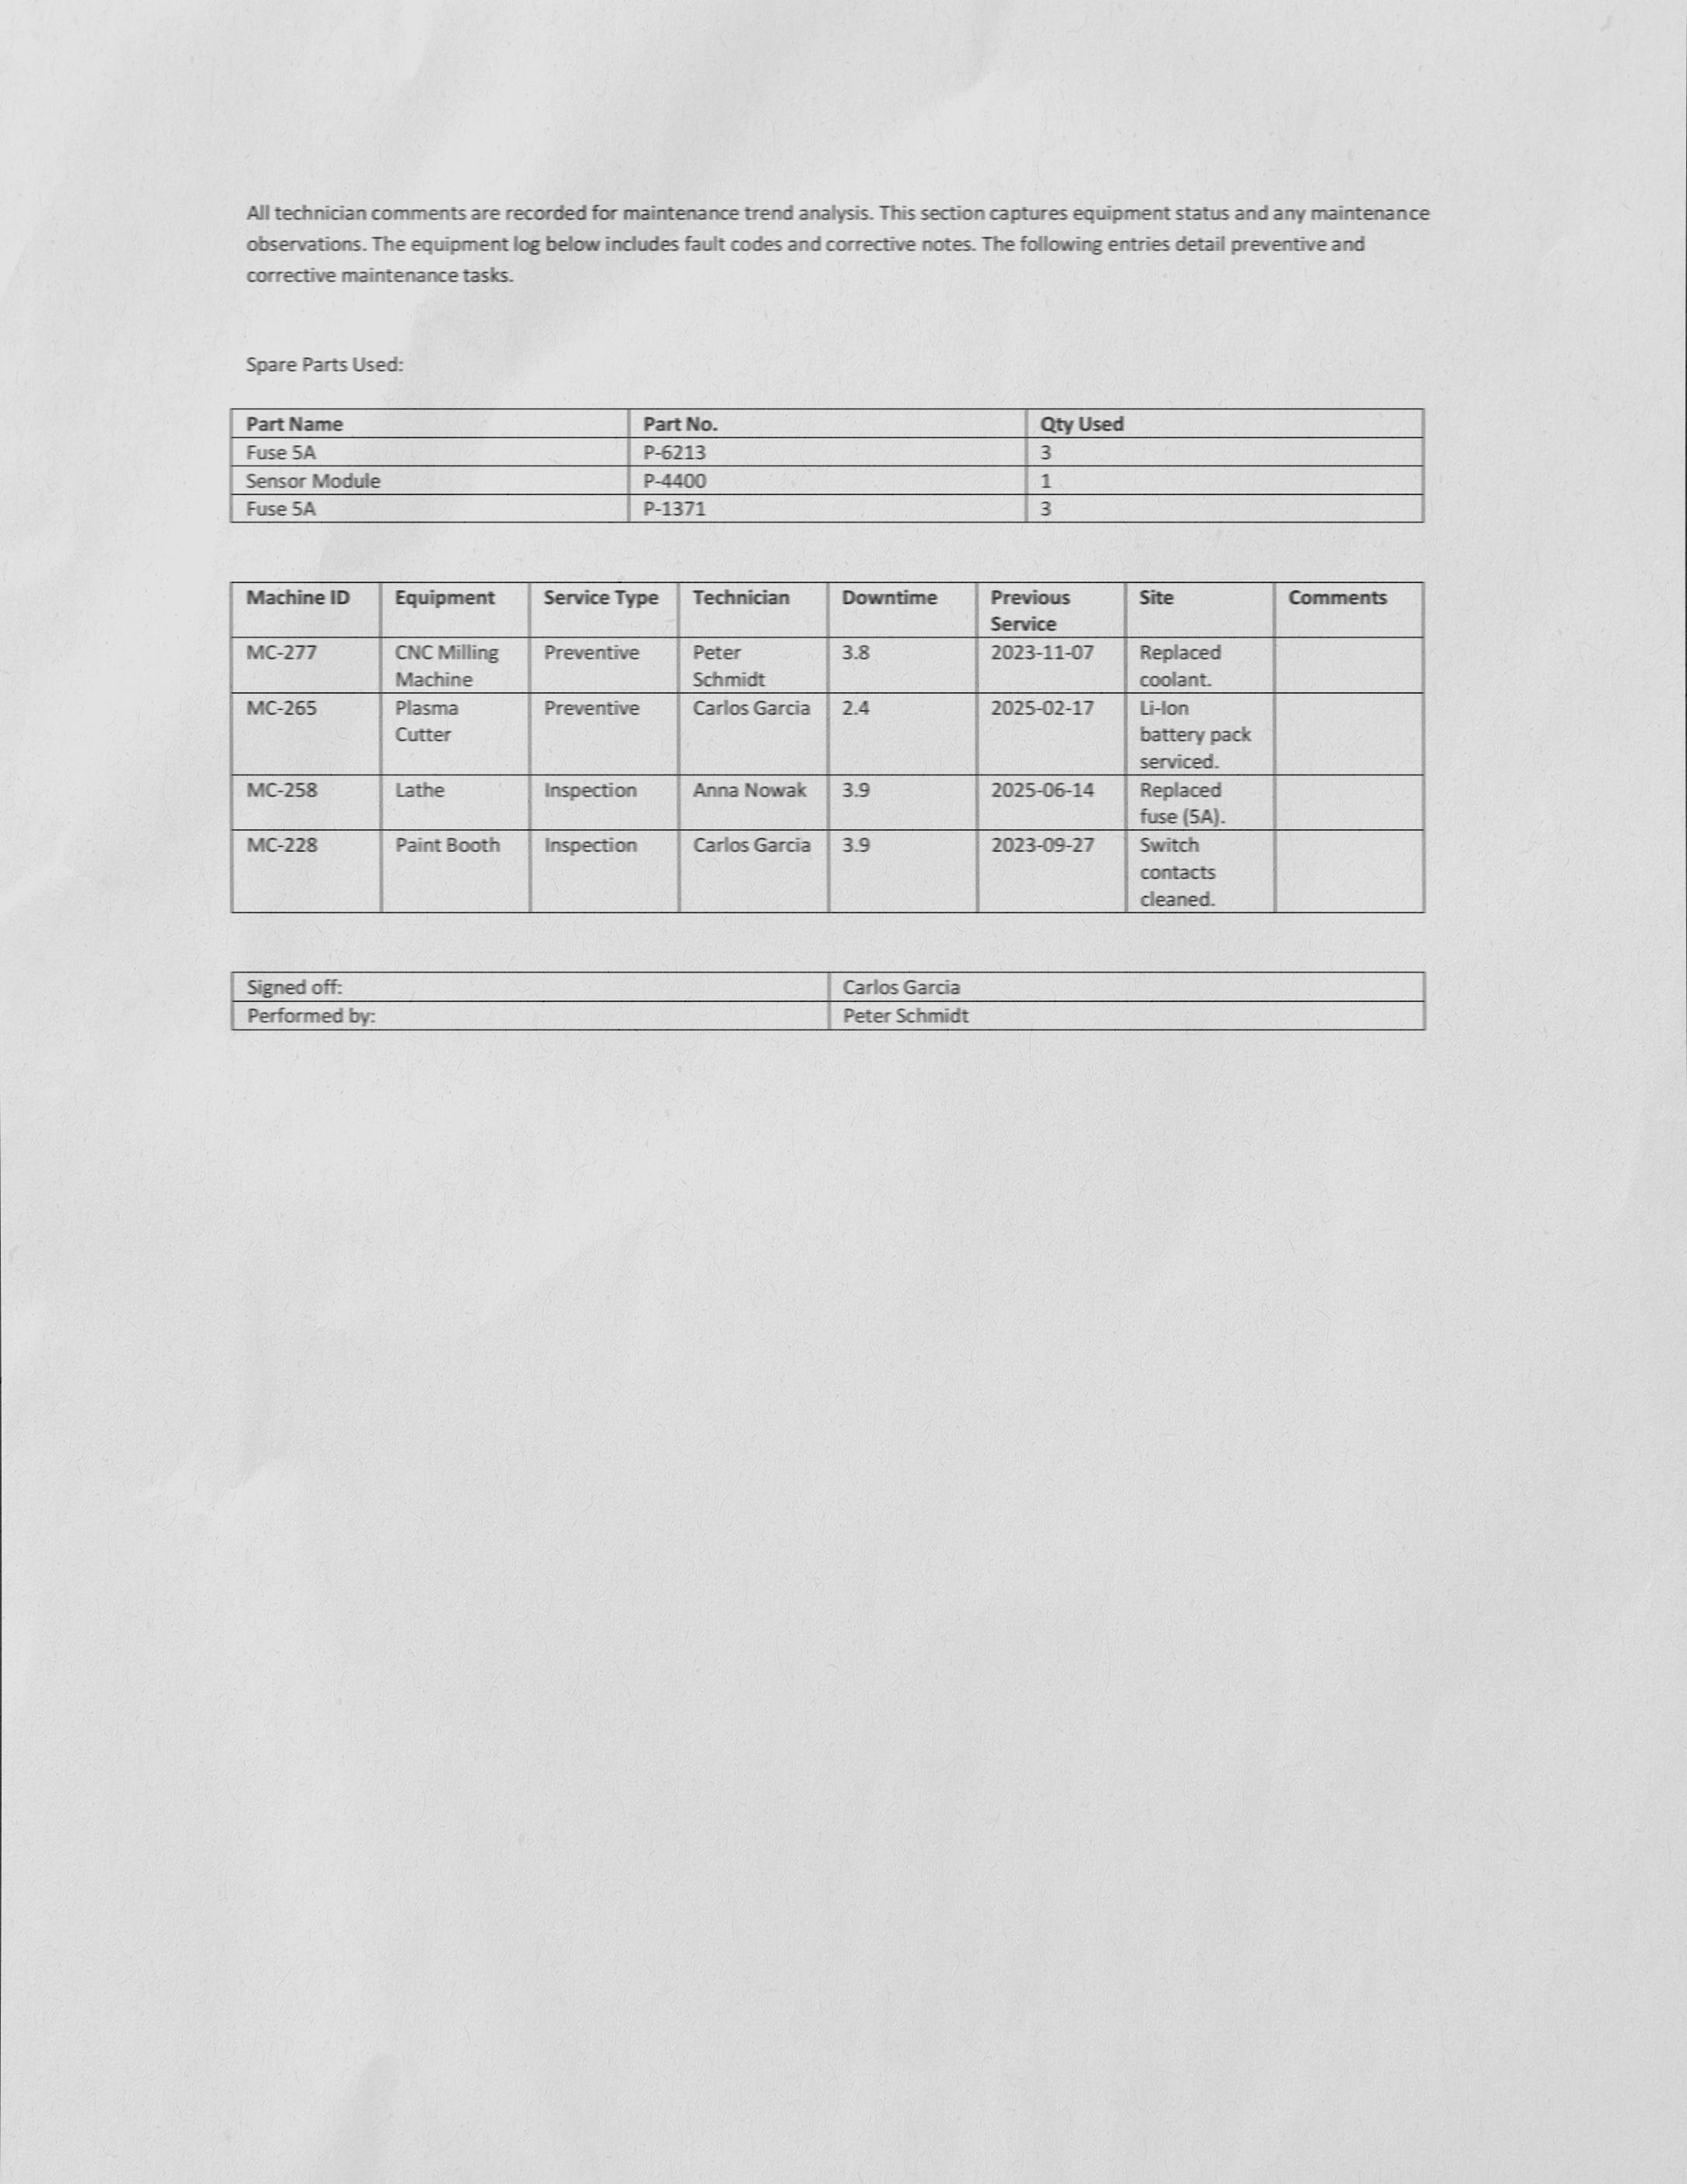 All technician comments are recorded for maintenance trend analysis. This section captures equipment status and any maintenance
observations. The equipment log below includes fault codes and corrective notes. The following entries detail preventive and
corrective maintenance tasks.
Spare Parts Used:
Part Name Part No. Qty Used
Fuse 5A P-6213 3
Sensor Module P-4400 1
Fuse 5A P-1371 3
Machine ID Equipment Service Type Technician Downtime Previous Service Site Comments
MC-277 CNC Milling Machine Preventive Peter Schmidt 3.8 2023-11-07 Replaced coolant.
MC-265 Plasma Cutter Preventive Carlos Garcia 2.4 2025-02-17 Li-Ion battery pack serviced.
MC-258 Lathe Inspection Anna Nowak 3.9 2025-06-14 Replaced fuse (5A).
MC-228 Paint Booth Inspection Carlos Garcia 3.9 2023-09-27 Switch contacts cleaned.
Signed off: Carlos Garcia
Performed by: Peter Schmidt